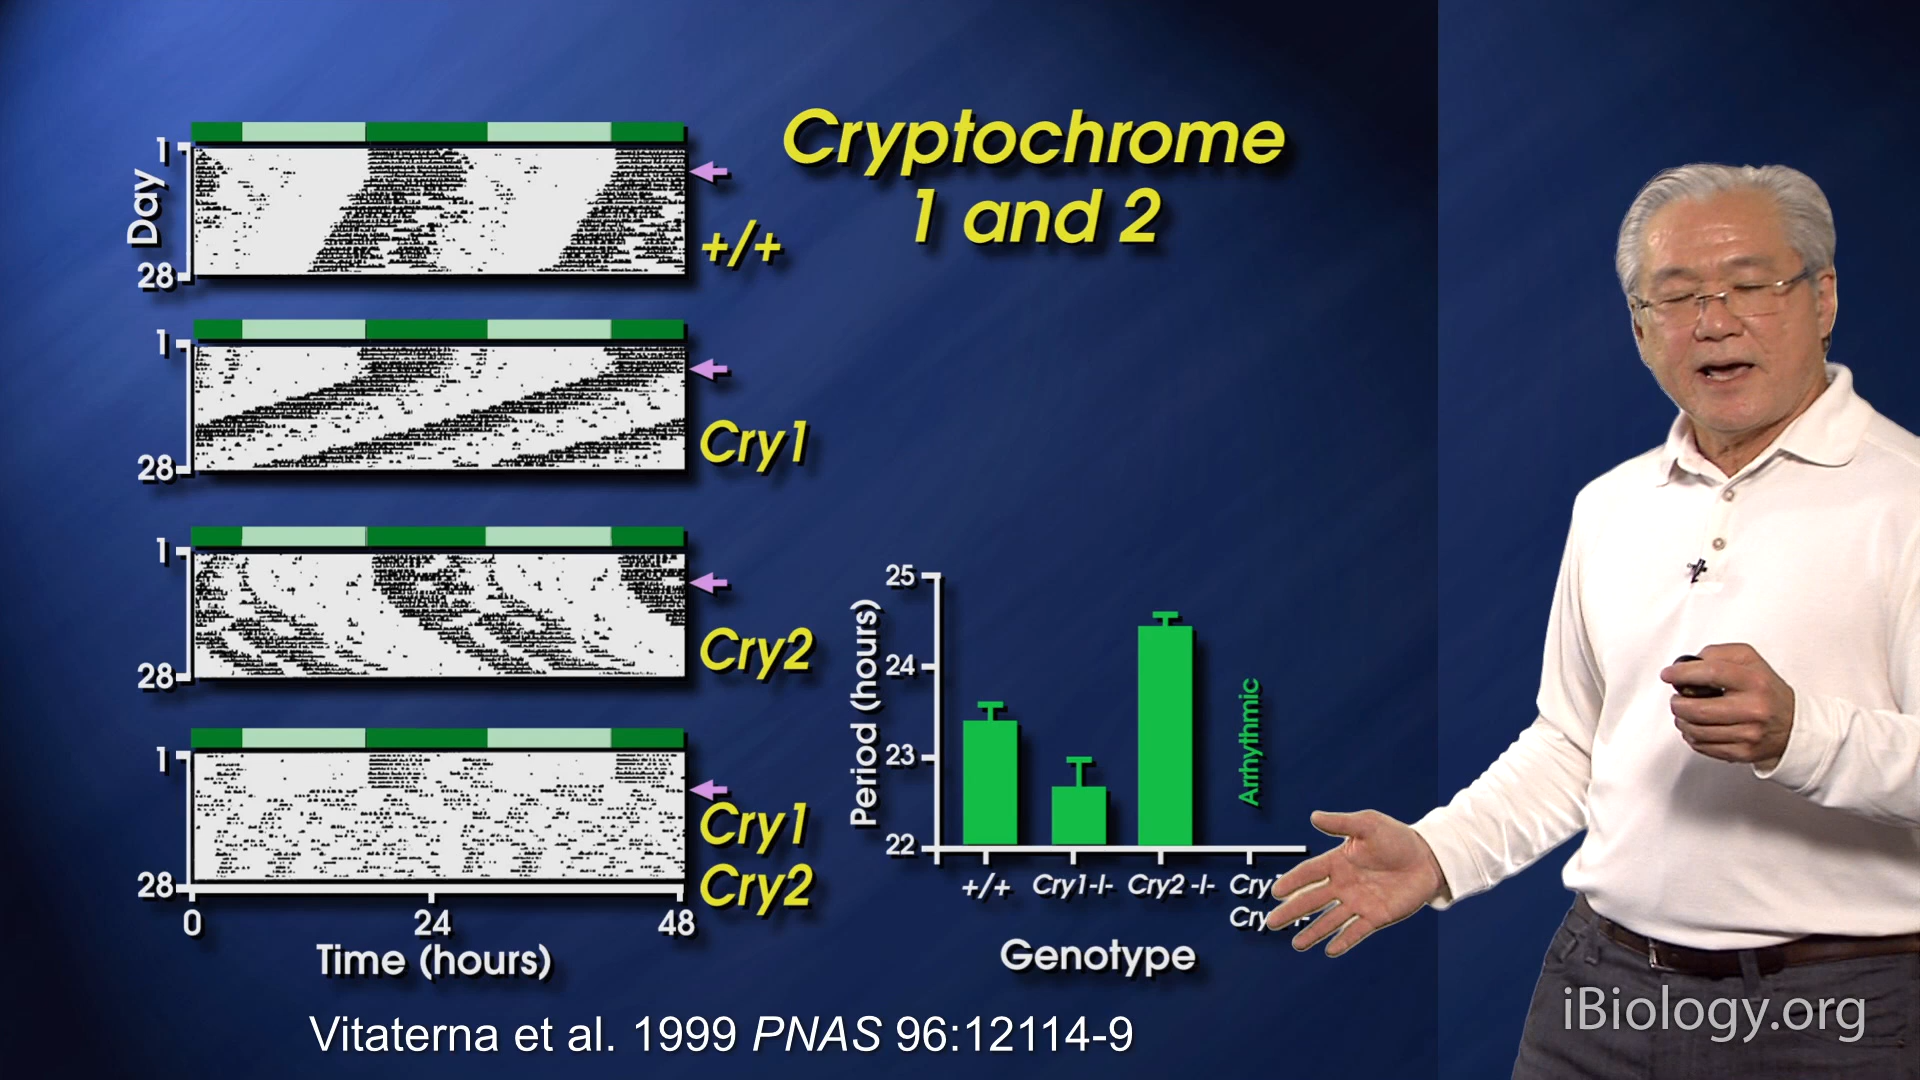 Cryptochrome
1 and 2
Day
1
28
+/+
1
28
Cry1
1
28
Cry2
1
28
Cry1
Cry2
0 24 48
Time (hours)
25
24
23
22
Period (hours)
Arrhythmic
+/+ Cry1-/- Cry2 -/-
Genotype
Vitaterna et al. 1999 PNAS 96:12114-9
iBiology.org